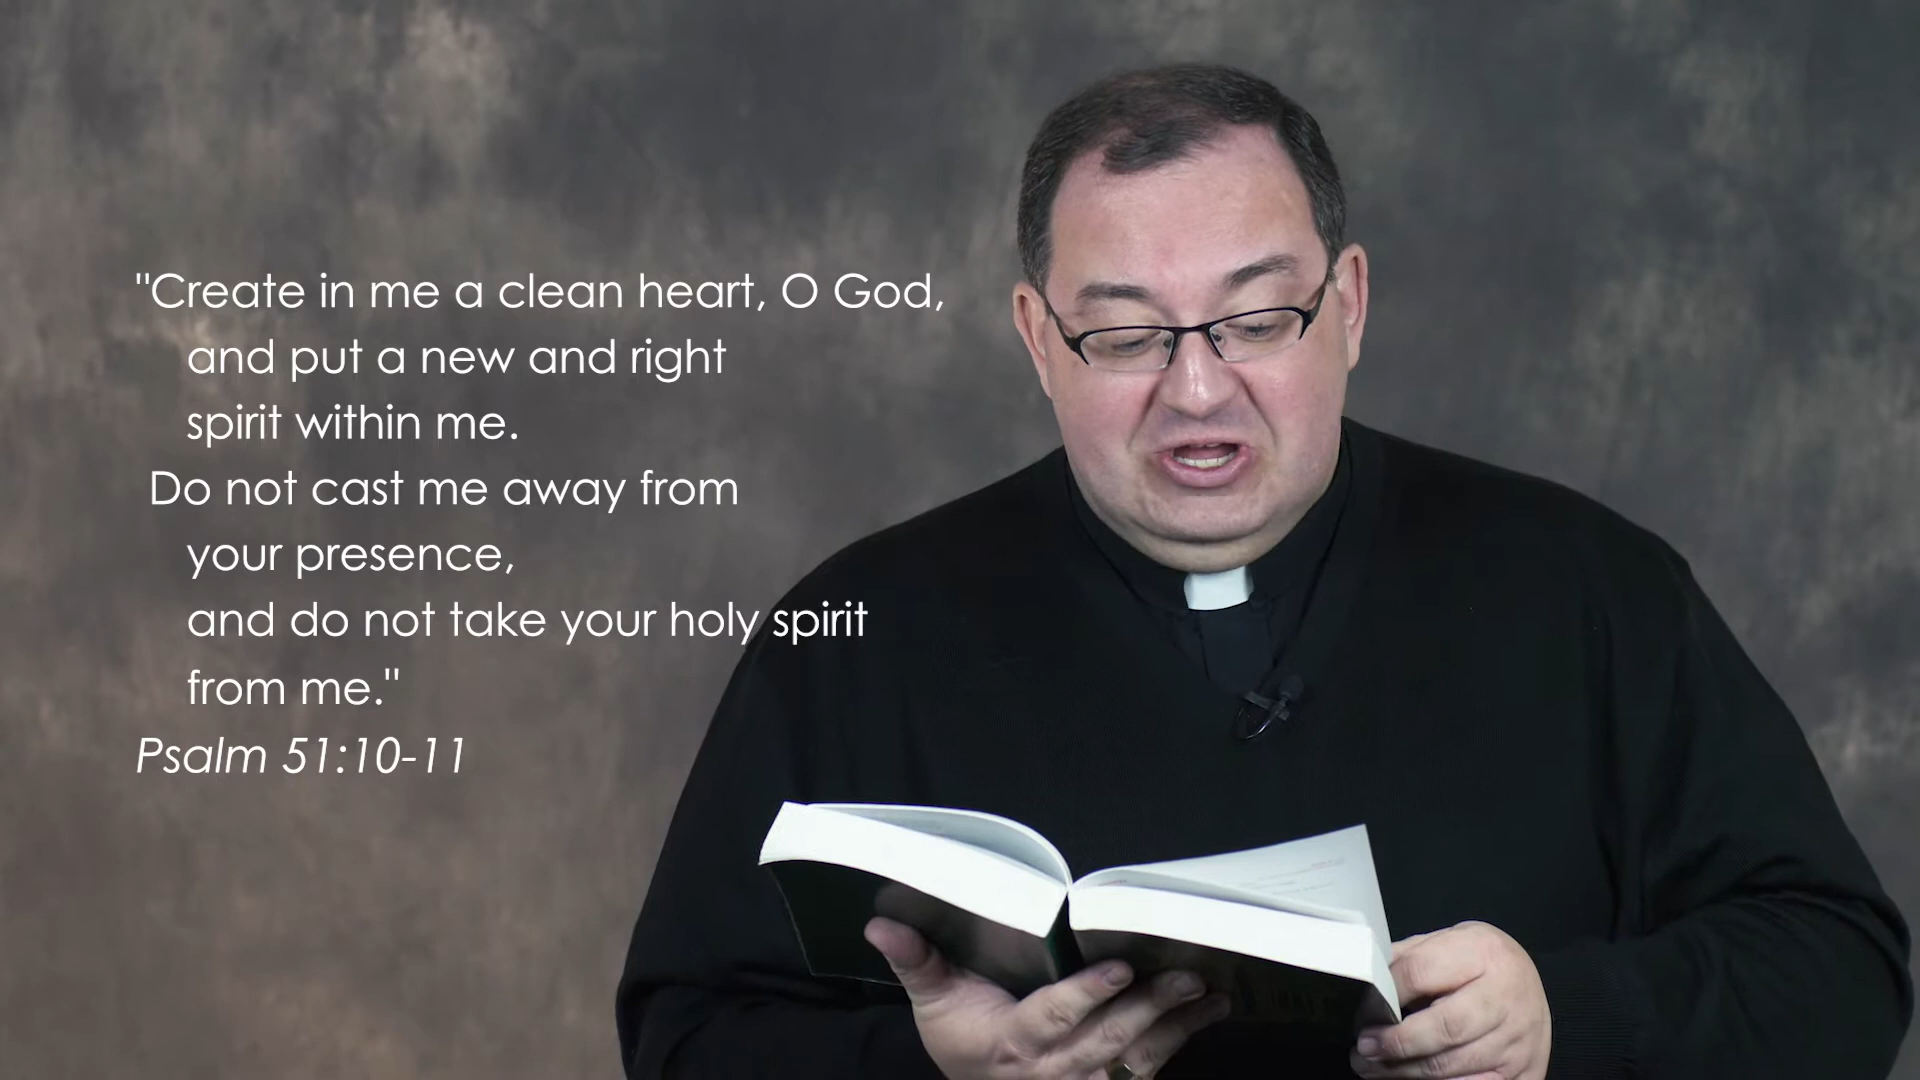 "Create in me a clean heart, O God,
and put a new and right
spirit within me.
Do not cast me away from
your presence,
and do not take your holy spirit
from me."
Psalm 51:10-11